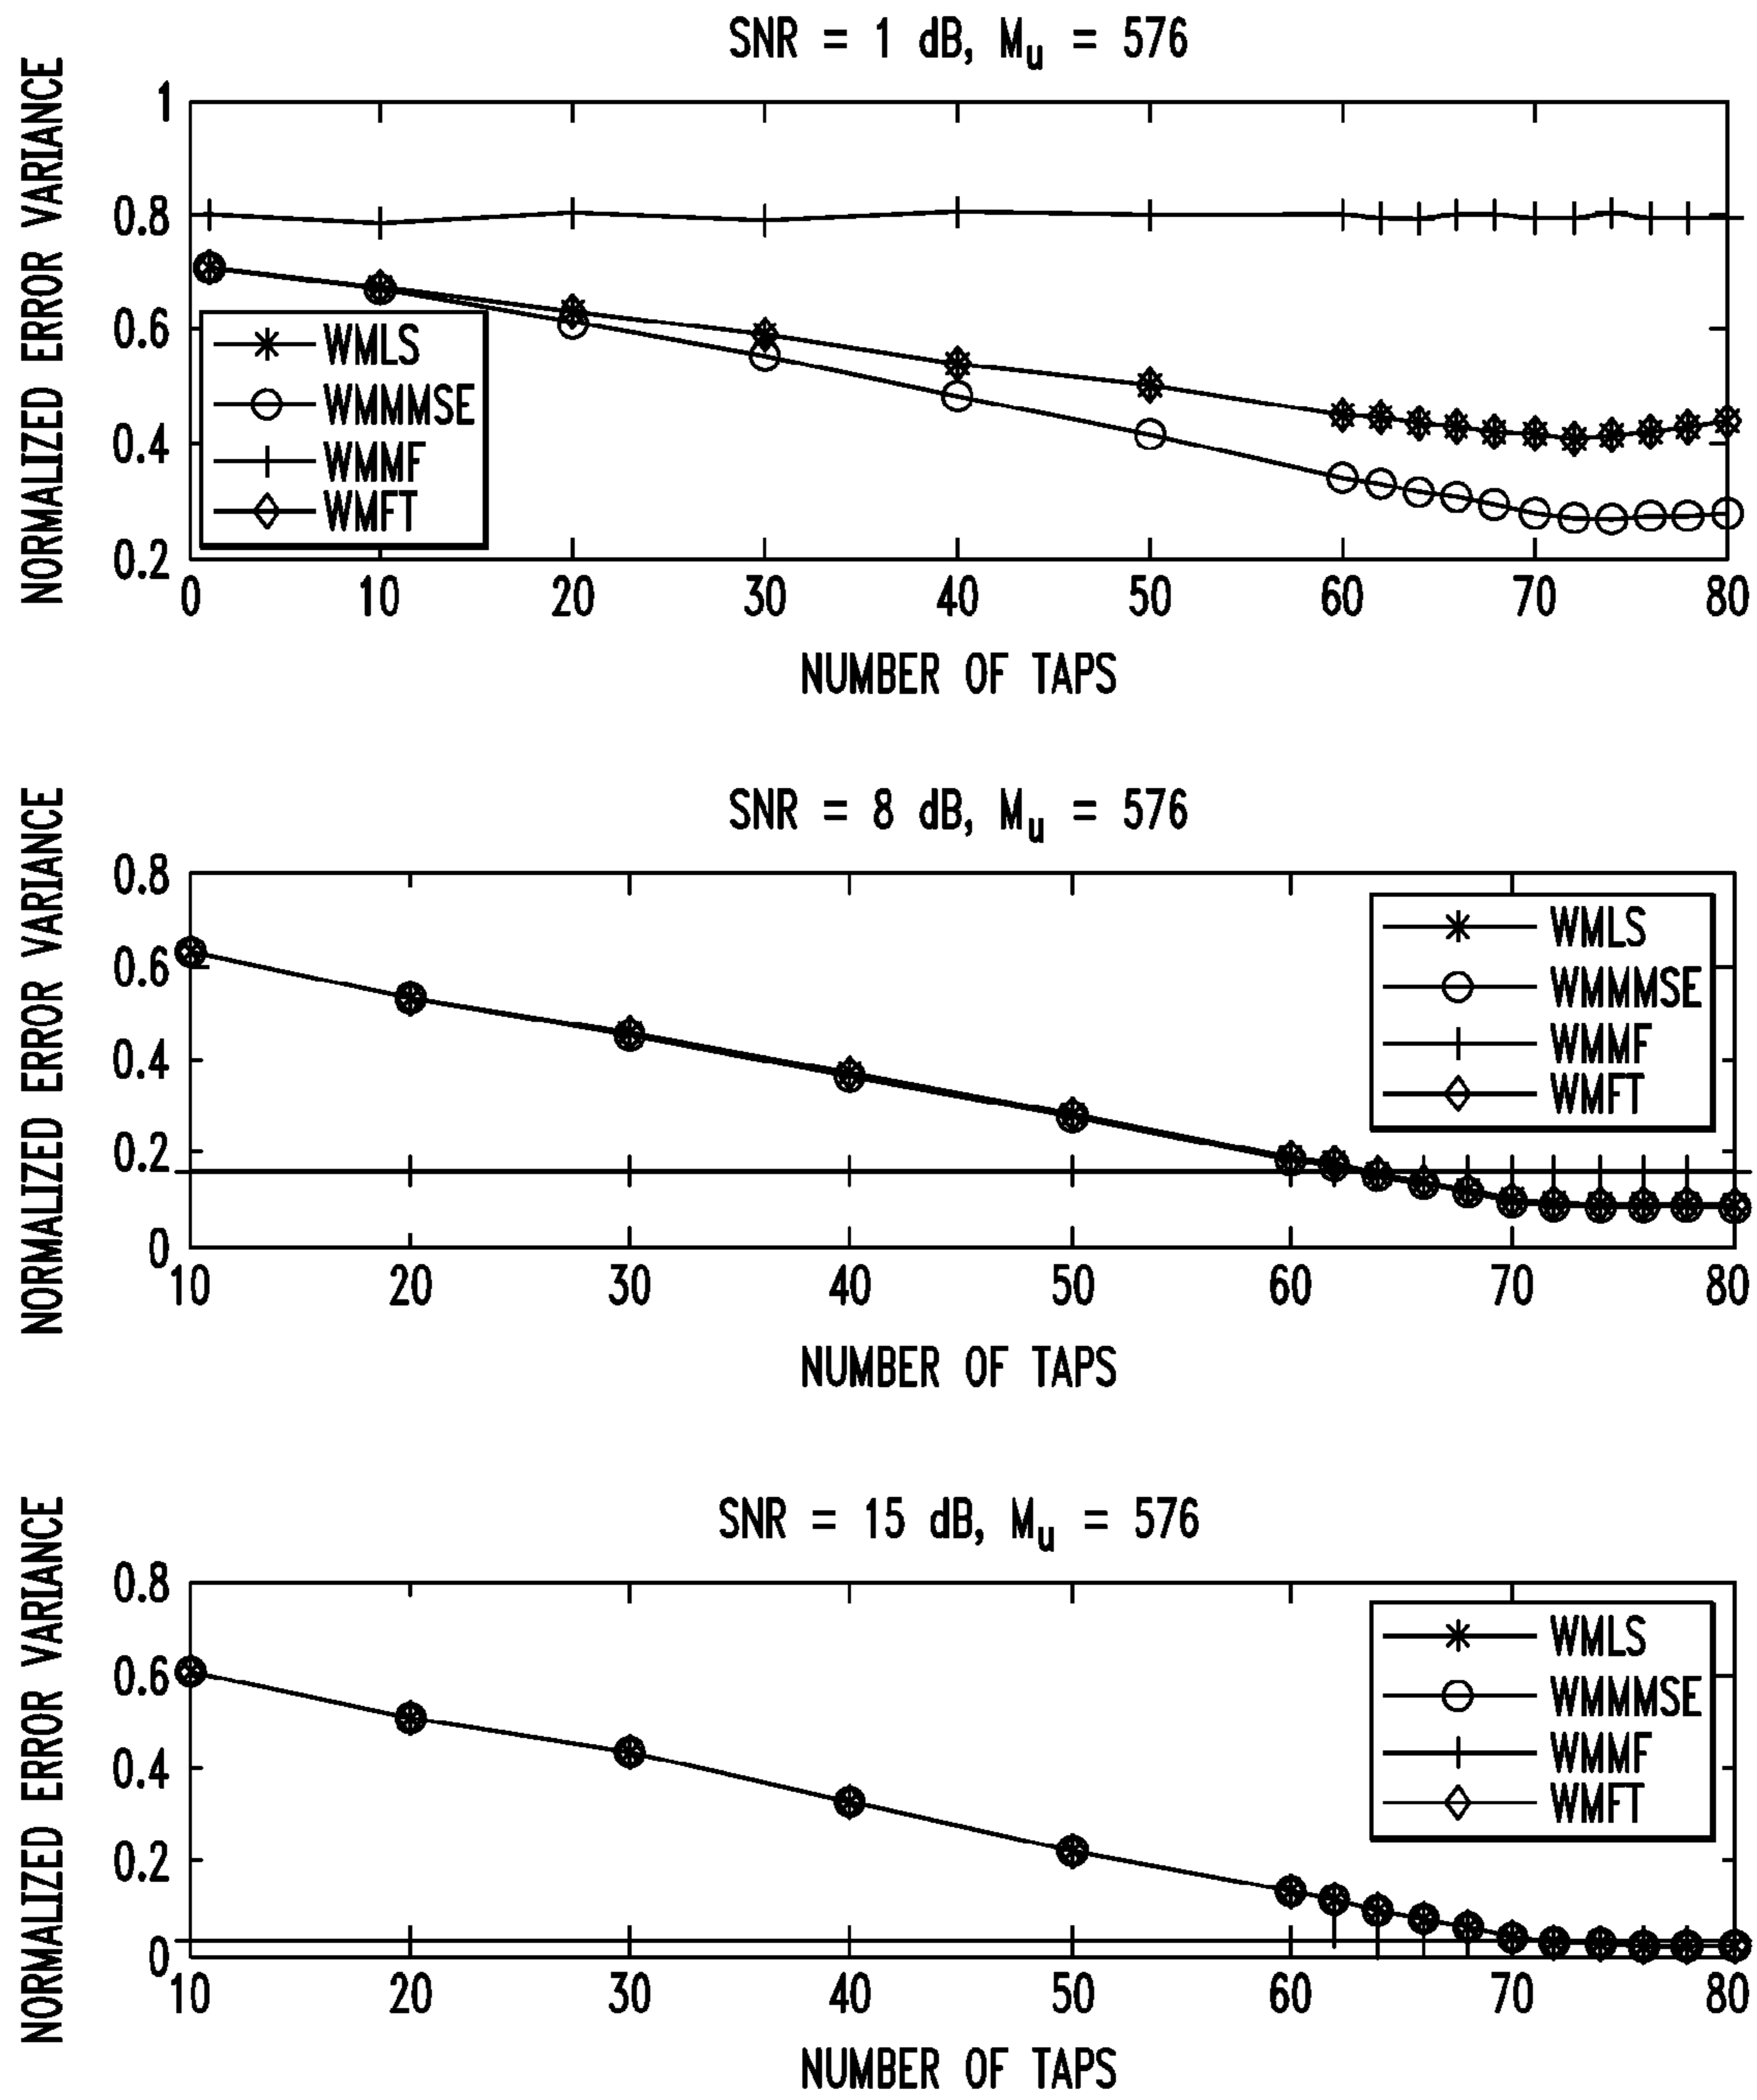 SNR = 1 dB, Mu = 576
NORMALIZED ERROR VARIANCE
1
0.8
0.6
0.4
0.2
WMLS
WMMMSE
WMMF
WMFT
0 10 20 30 40 50 60 70 80
NUMBER OF TAPS
SNR = 8 dB, Mu = 576
NORMALIZED ERROR VARIANCE
0.8
0.6
0.4
0.2
0
WMLS
WMMMSE
WMMF
WMFT
10 20 30 40 50 60 70 80
NUMBER OF TAPS
SNR = 15 dB, Mu = 576
NORMALIZED ERROR VARIANCE
0.8
0.6
0.4
0.2
0
WMLS
WMMMSE
WMMF
WMFT
10 20 30 40 50 60 70 80
NUMBER OF TAPS